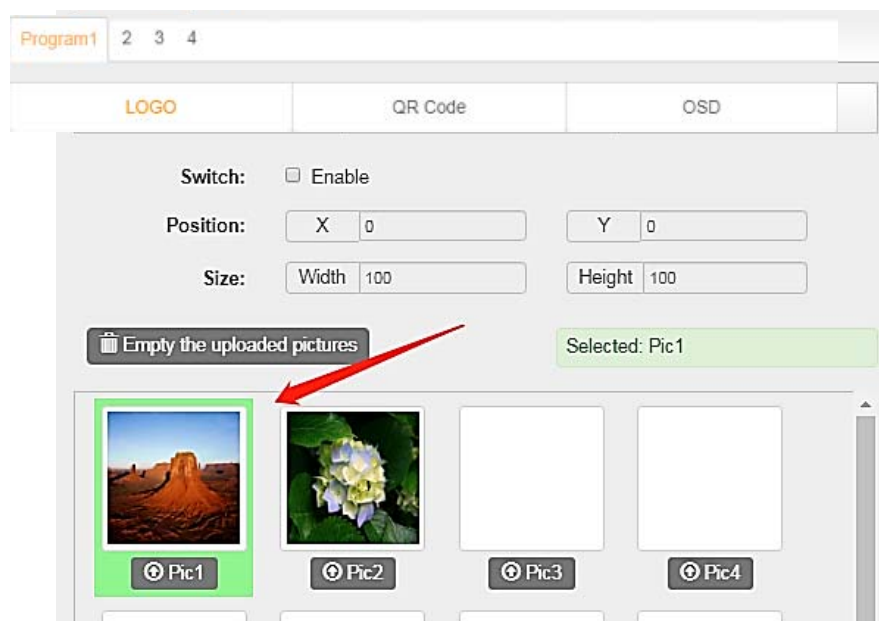 Program1 2 3 4
LOGO QR Code OSD
Switch: Enable
Position: X 0 Y 0
Size: Width 100 Height 100
Empty the uploaded pictures Selected: Pic1
Pic1 Pic2 Pic3 Pic4